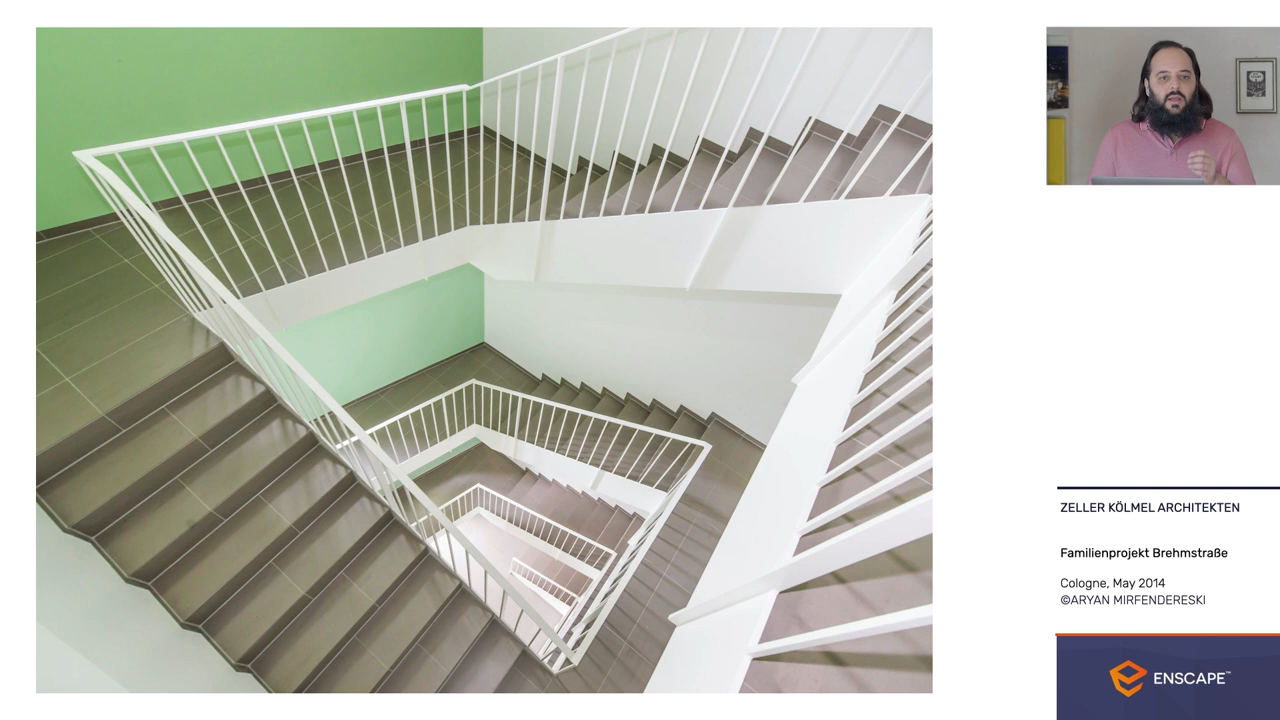 ZELLER KÖLMEL ARCHITEKTEN
Familienprojekt Brehmstraße
Cologne, May 2014
©ARYAN MIRFENDERESKI
ENSCAPE™